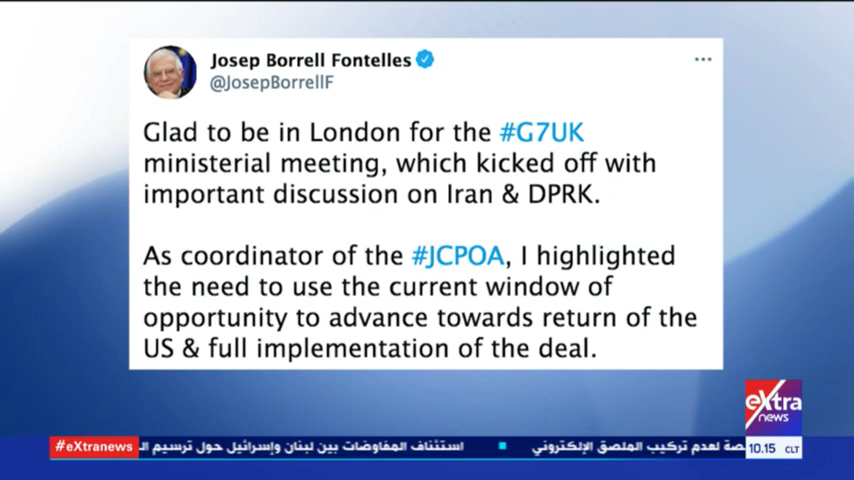 Josep Borrell Fontelles
@JosepBorrellF
Glad to be in London for the #G7UK
ministerial meeting, which kicked off with
important discussion on Iran & DPRK.
As coordinator of the #JCPOA, I highlighted
the need to use the current window of
opportunity to advance towards return of the
US & full implementation of the deal.
eXtra
news
#eXtranews
صة لعدم تركيب الملصق الإلكتروني ■ استئناف المفاوضات بين لبنان وإسرائيل حول ترسيم الـ
10.15 CLT